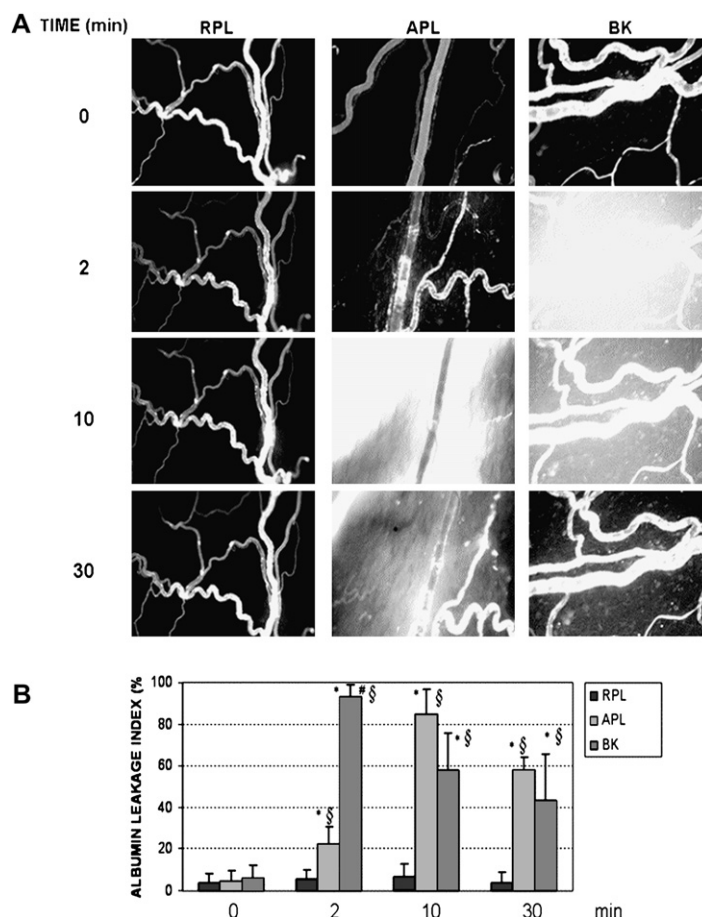 A TIME (min) RPL APL BK
0
2
10
30
B
ALBUMIN LEAKAGE INDEX (%
100
80
60
40
20
0
* §
* # §
* §
* §
* §
* §
RPL
APL
BK
0 2 10 30 min